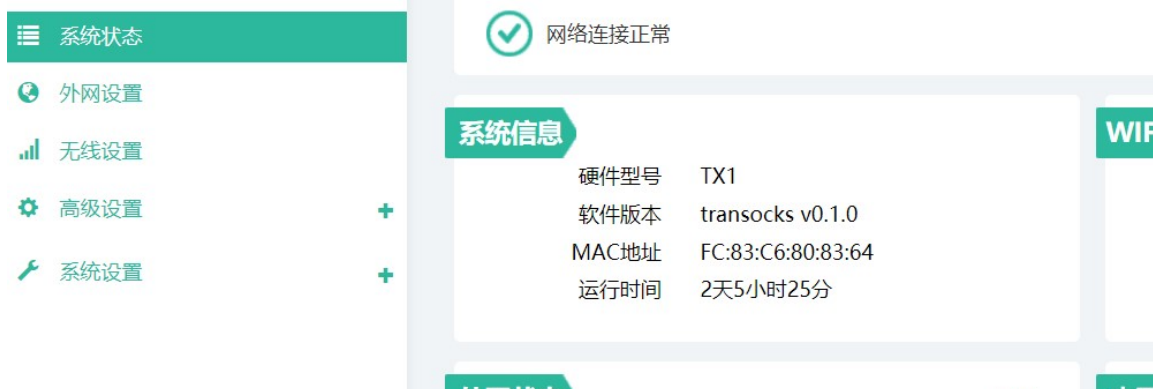 系统状态
外网设置
无线设置
高级设置
系统设置
网络连接正常
系统信息
硬件型号 TX1
软件版本 transocks v0.1.0
MAC地址 FC:83:C6:80:83:64
运行时间 2天5小时25分